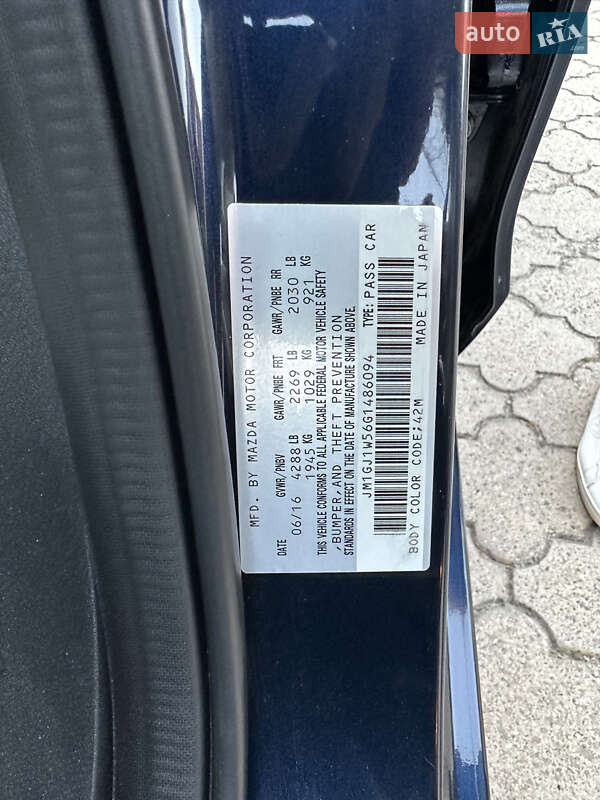 auto RIA.com
MFD. BY MAZDA MOTOR CORPORATION
DATE GVWR/PNBV GAWR/PNBE FRT GAWR/PNBE RR
06/16 4288 LB 2269 LB 2030 LB
1945 KG 1029 KG 921 KG
THIS VEHICLE CONFORMS TO ALL APPLICABLE FEDERAL MOTOR VEHICLE SAFETY
,BUMPER,AND THEFT PREVENTION
STANDARDS IN EFFECT ON THE DATE OF MANUFACTURE SHOWN ABOVE.
JM1GJ1W56G1486094 TYPE: PASS CAR
BODY COLOR CODE;42M MADE IN JAPAN